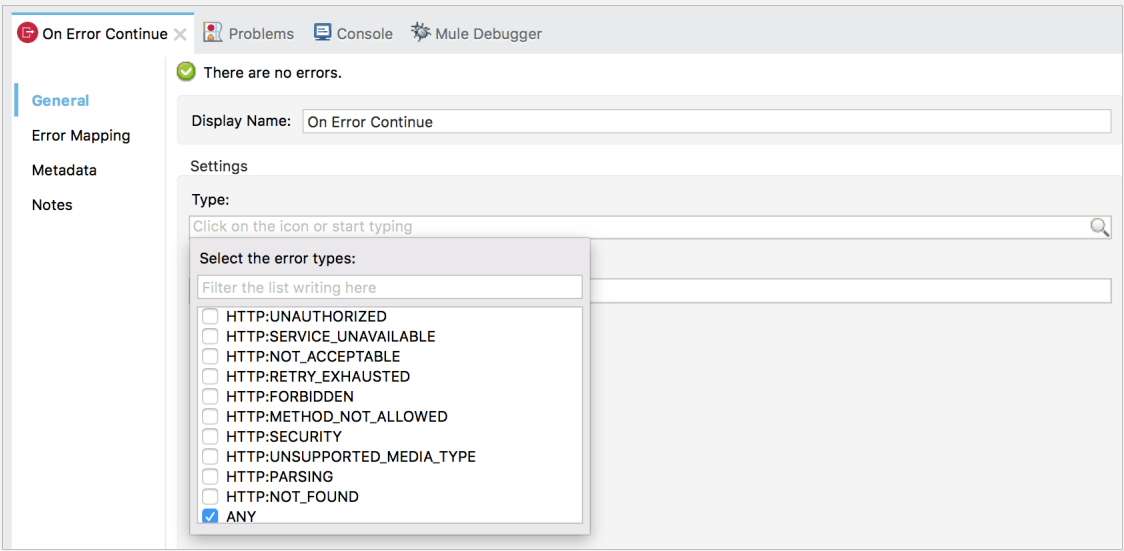 On Error Continue Problems Console Mule Debugger
There are no errors.
General
Error Mapping
Metadata
Notes
Display Name: On Error Continue
Settings
Type:
Click on the icon or start typing
Select the error types:
Filter the list writing here
HTTP:UNAUTHORIZED
HTTP:SERVICE_UNAVAILABLE
HTTP:NOT_ACCEPTABLE
HTTP:RETRY_EXHAUSTED
HTTP:FORBIDDEN
HTTP:METHOD_NOT_ALLOWED
HTTP:SECURITY
HTTP:UNSUPPORTED_MEDIA_TYPE
HTTP:PARSING
HTTP:NOT_FOUND
ANY